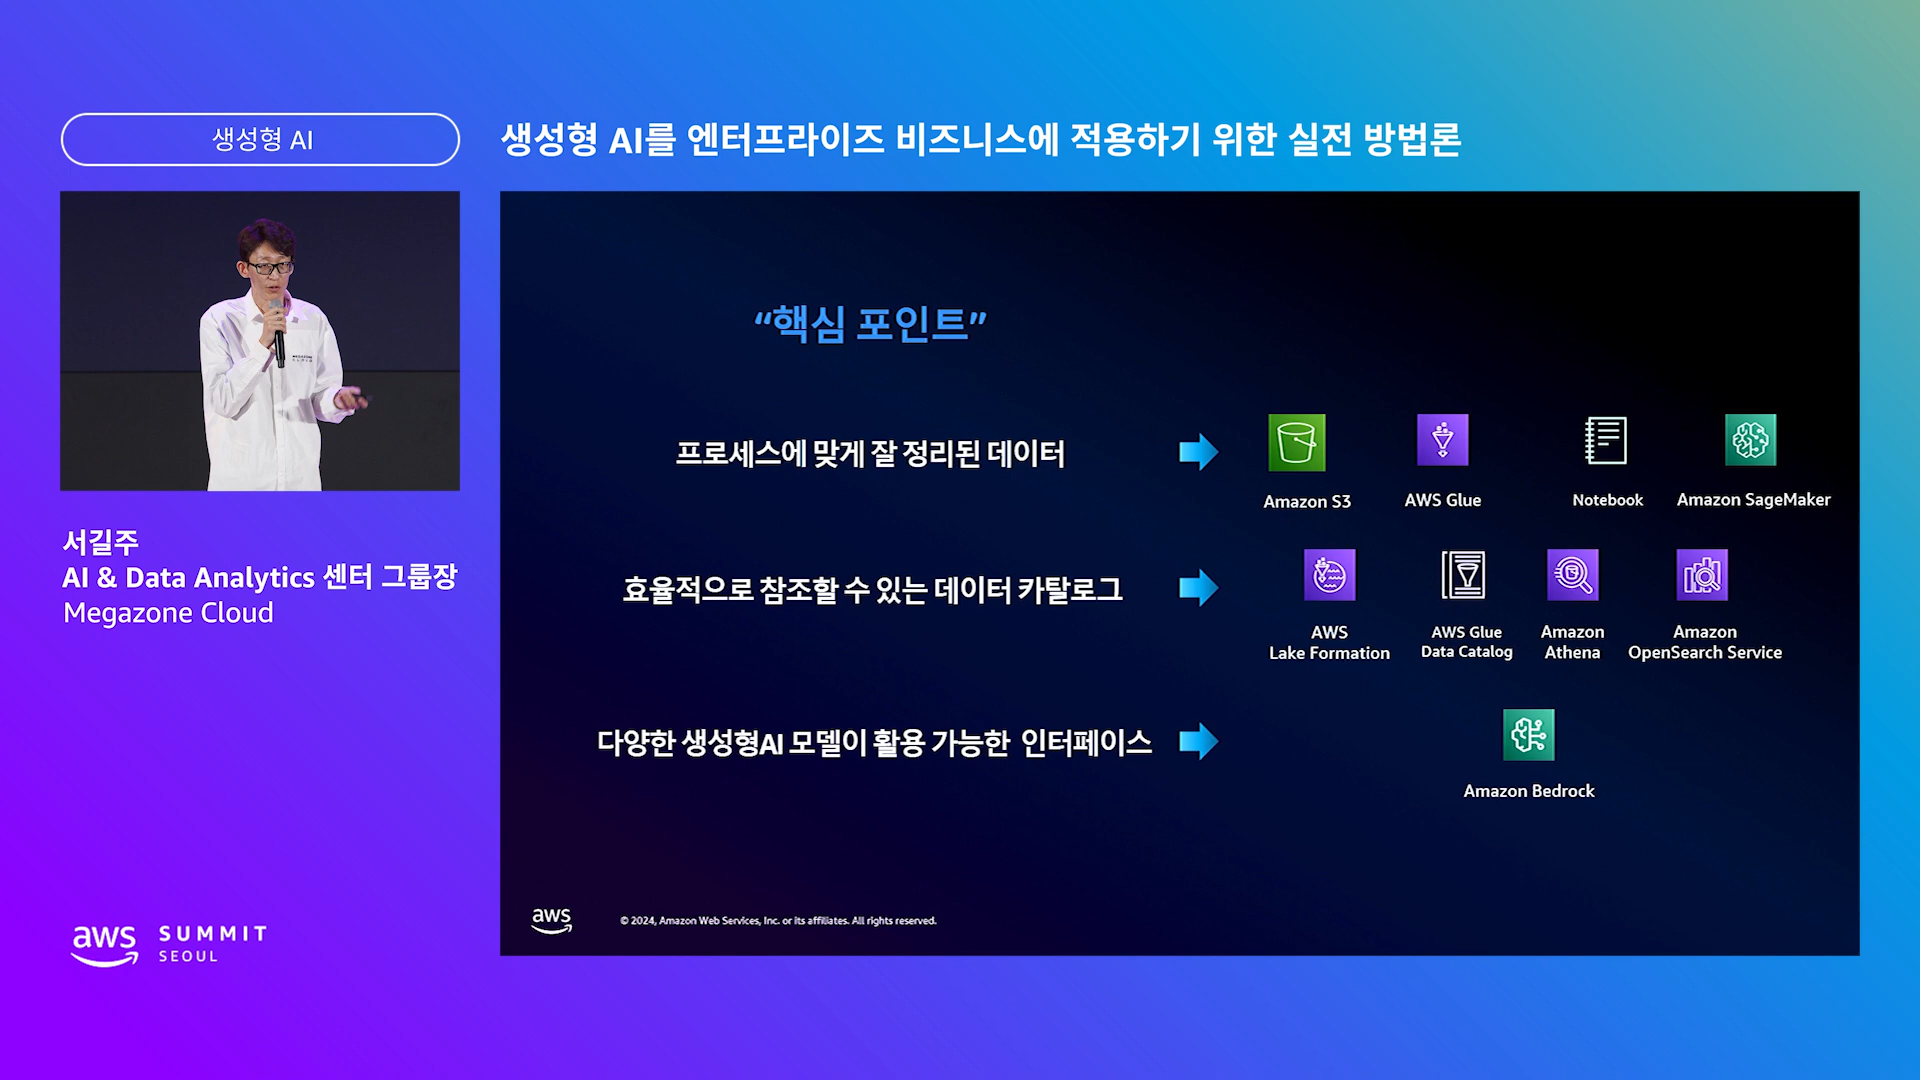 생성형 AI
생성형 AI를 엔터프라이즈 비즈니스에 적용하기 위한 실전 방법론
서길주
AI & Data Analytics 센터 그룹장
Megazone Cloud
“핵심 포인트”
프로세스에 맞게 잘 정리된 데이터
Amazon S3
AWS Glue
Notebook
Amazon SageMaker
효율적으로 참조할 수 있는 데이터 카탈로그
AWS
Lake Formation
AWS Glue
Data Catalog
Amazon
Athena
Amazon
OpenSearch Service
다양한 생성형AI 모델이 활용 가능한 인터페이스
Amazon Bedrock
aws
© 2024, Amazon Web Services, Inc. or its affiliates. All rights reserved.
aws
SUMMIT
SEOUL